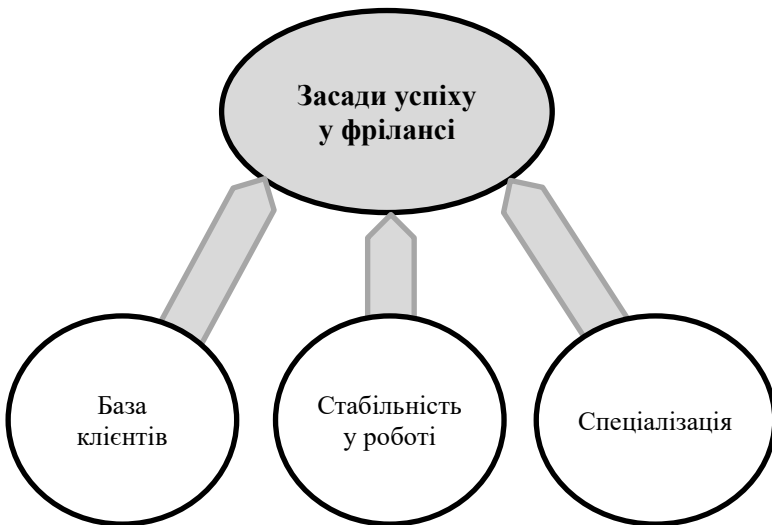 Засади успіху
у фрілансі
База
клієнтів
Стабільність
у роботі
Спеціалізація